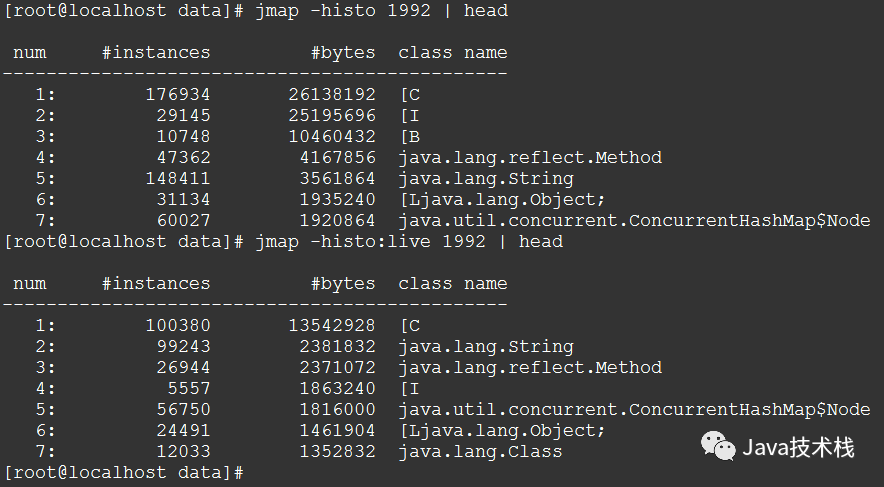 [root@localhost data]# jmap -histo 1992 | head
num #instances #bytes class name
----------------------------------------------
1: 176934 26138192 [C
2: 29145 25195696 [I
3: 10748 10460432 [B
4: 47362 4167856 java.lang.reflect.Method
5: 148411 3561864 java.lang.String
6: 31134 1935240 [Ljava.lang.Object;
7: 60027 1920864 java.util.concurrent.ConcurrentHashMap$Node
[root@localhost data]# jmap -histo:live 1992 | head
num #instances #bytes class name
----------------------------------------------
1: 100380 13542928 [C
2: 99243 2381832 java.lang.String
3: 26944 2371072 java.lang.reflect.Method
4: 5557 1863240 [I
5: 56750 1816000 java.util.concurrent.ConcurrentHashMap$Node
6: 24491 1461904 [Ljava.lang.Object;
7: 12033 1352832 java.lang.Class
Java技术栈
[root@localhost data]#